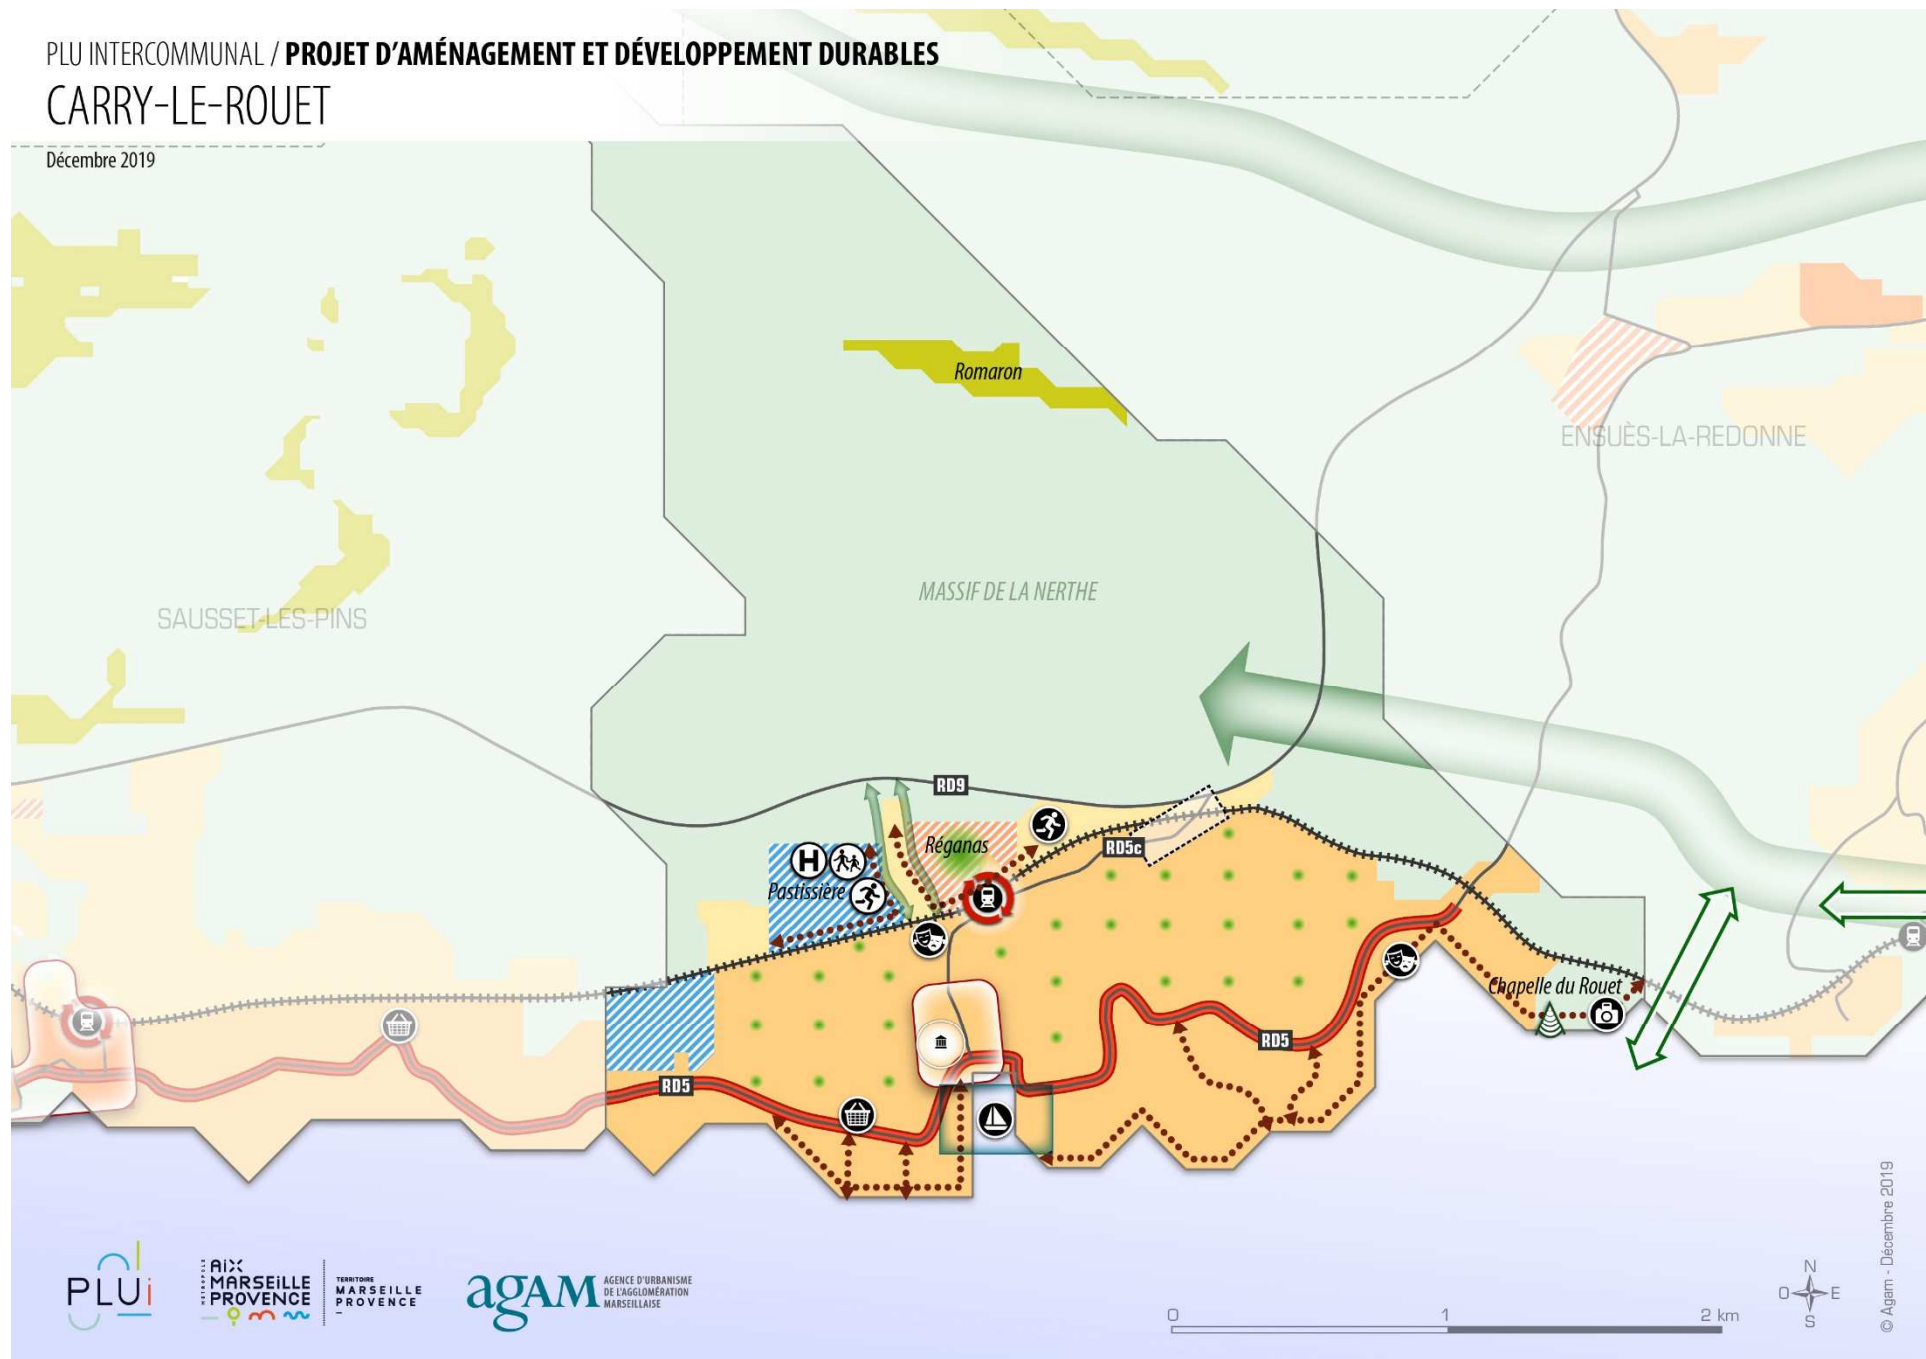 PLU INTERCOMMUNAL / PROJET D'AMÉNAGEMENT ET DÉVELOPPEMENT DURABLES
CARRY-LE-ROUET
Décembre 2019
Romaron
ENSUÈS-LA-REDONNE
MASSIF DE LA NERTHE
SAUSSET-LES-PINS
RD9
Réganas
RD5c
H
Pastissière
Chapelle du Rouet
RD5
RD5
PLUi
MÉTROPOLE
AIX
MARSEILLE
PROVENCE
TERRITOIRE
MARSEILLE
PROVENCE
agAM
AGENCE D'URBANISME
DE L'AGGLOMÉRATION
MARSEILLAISE
0 1 2 km
N
O E
S
© Agam - Décembre 2019